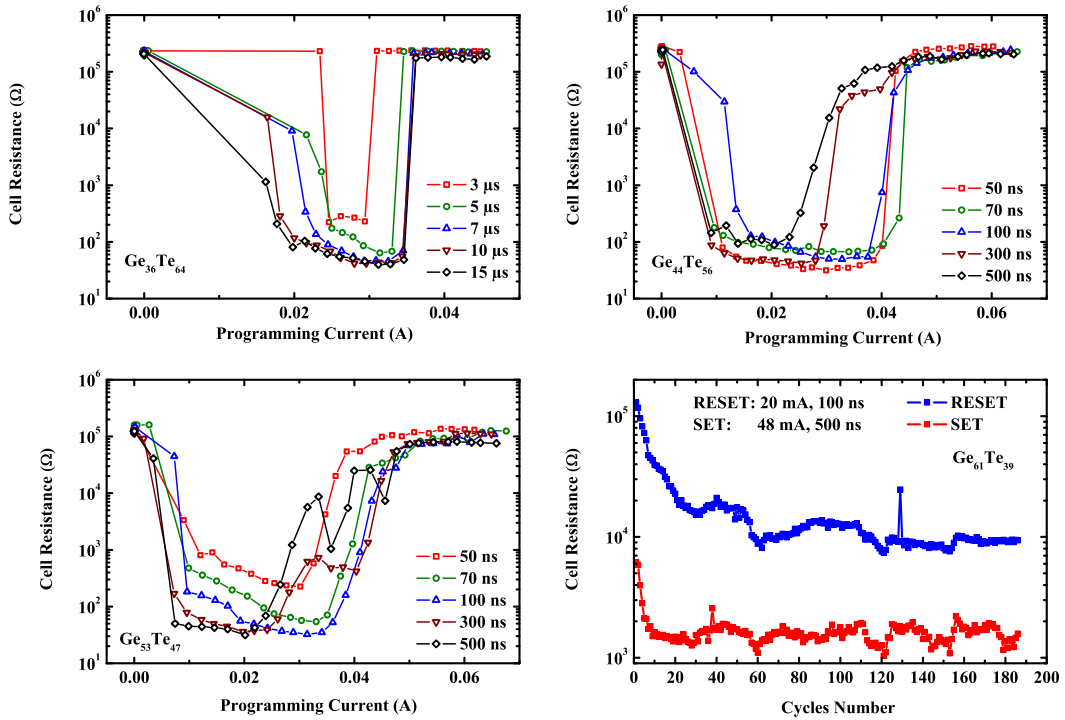 10^6
10^5
10^4
10^3
10^2
10^1
Cell Resistance (Ω)
3 µs
5 µs
7 µs
10 µs
15 µs
Ge36Te64
0.00 0.02 0.04
Programming Current (A)
10^6
10^5
10^4
10^3
10^2
10^1
Cell Resistance (Ω)
50 ns
70 ns
100 ns
300 ns
500 ns
Ge44Te56
0.00 0.02 0.04 0.06
Programming Current (A)
10^6
10^5
10^4
10^3
10^2
10^1
Cell Resistance (Ω)
50 ns
70 ns
100 ns
300 ns
500 ns
Ge53Te47
0.00 0.02 0.04 0.06
Programming Current (A)
10^5
10^4
10^3
Cell Resistance (Ω)
RESET: 20 mA, 100 ns
SET: 48 mA, 500 ns
RESET
SET
Ge61Te39
0 20 40 60 80 100 120 140 160 180 200
Cycles Number